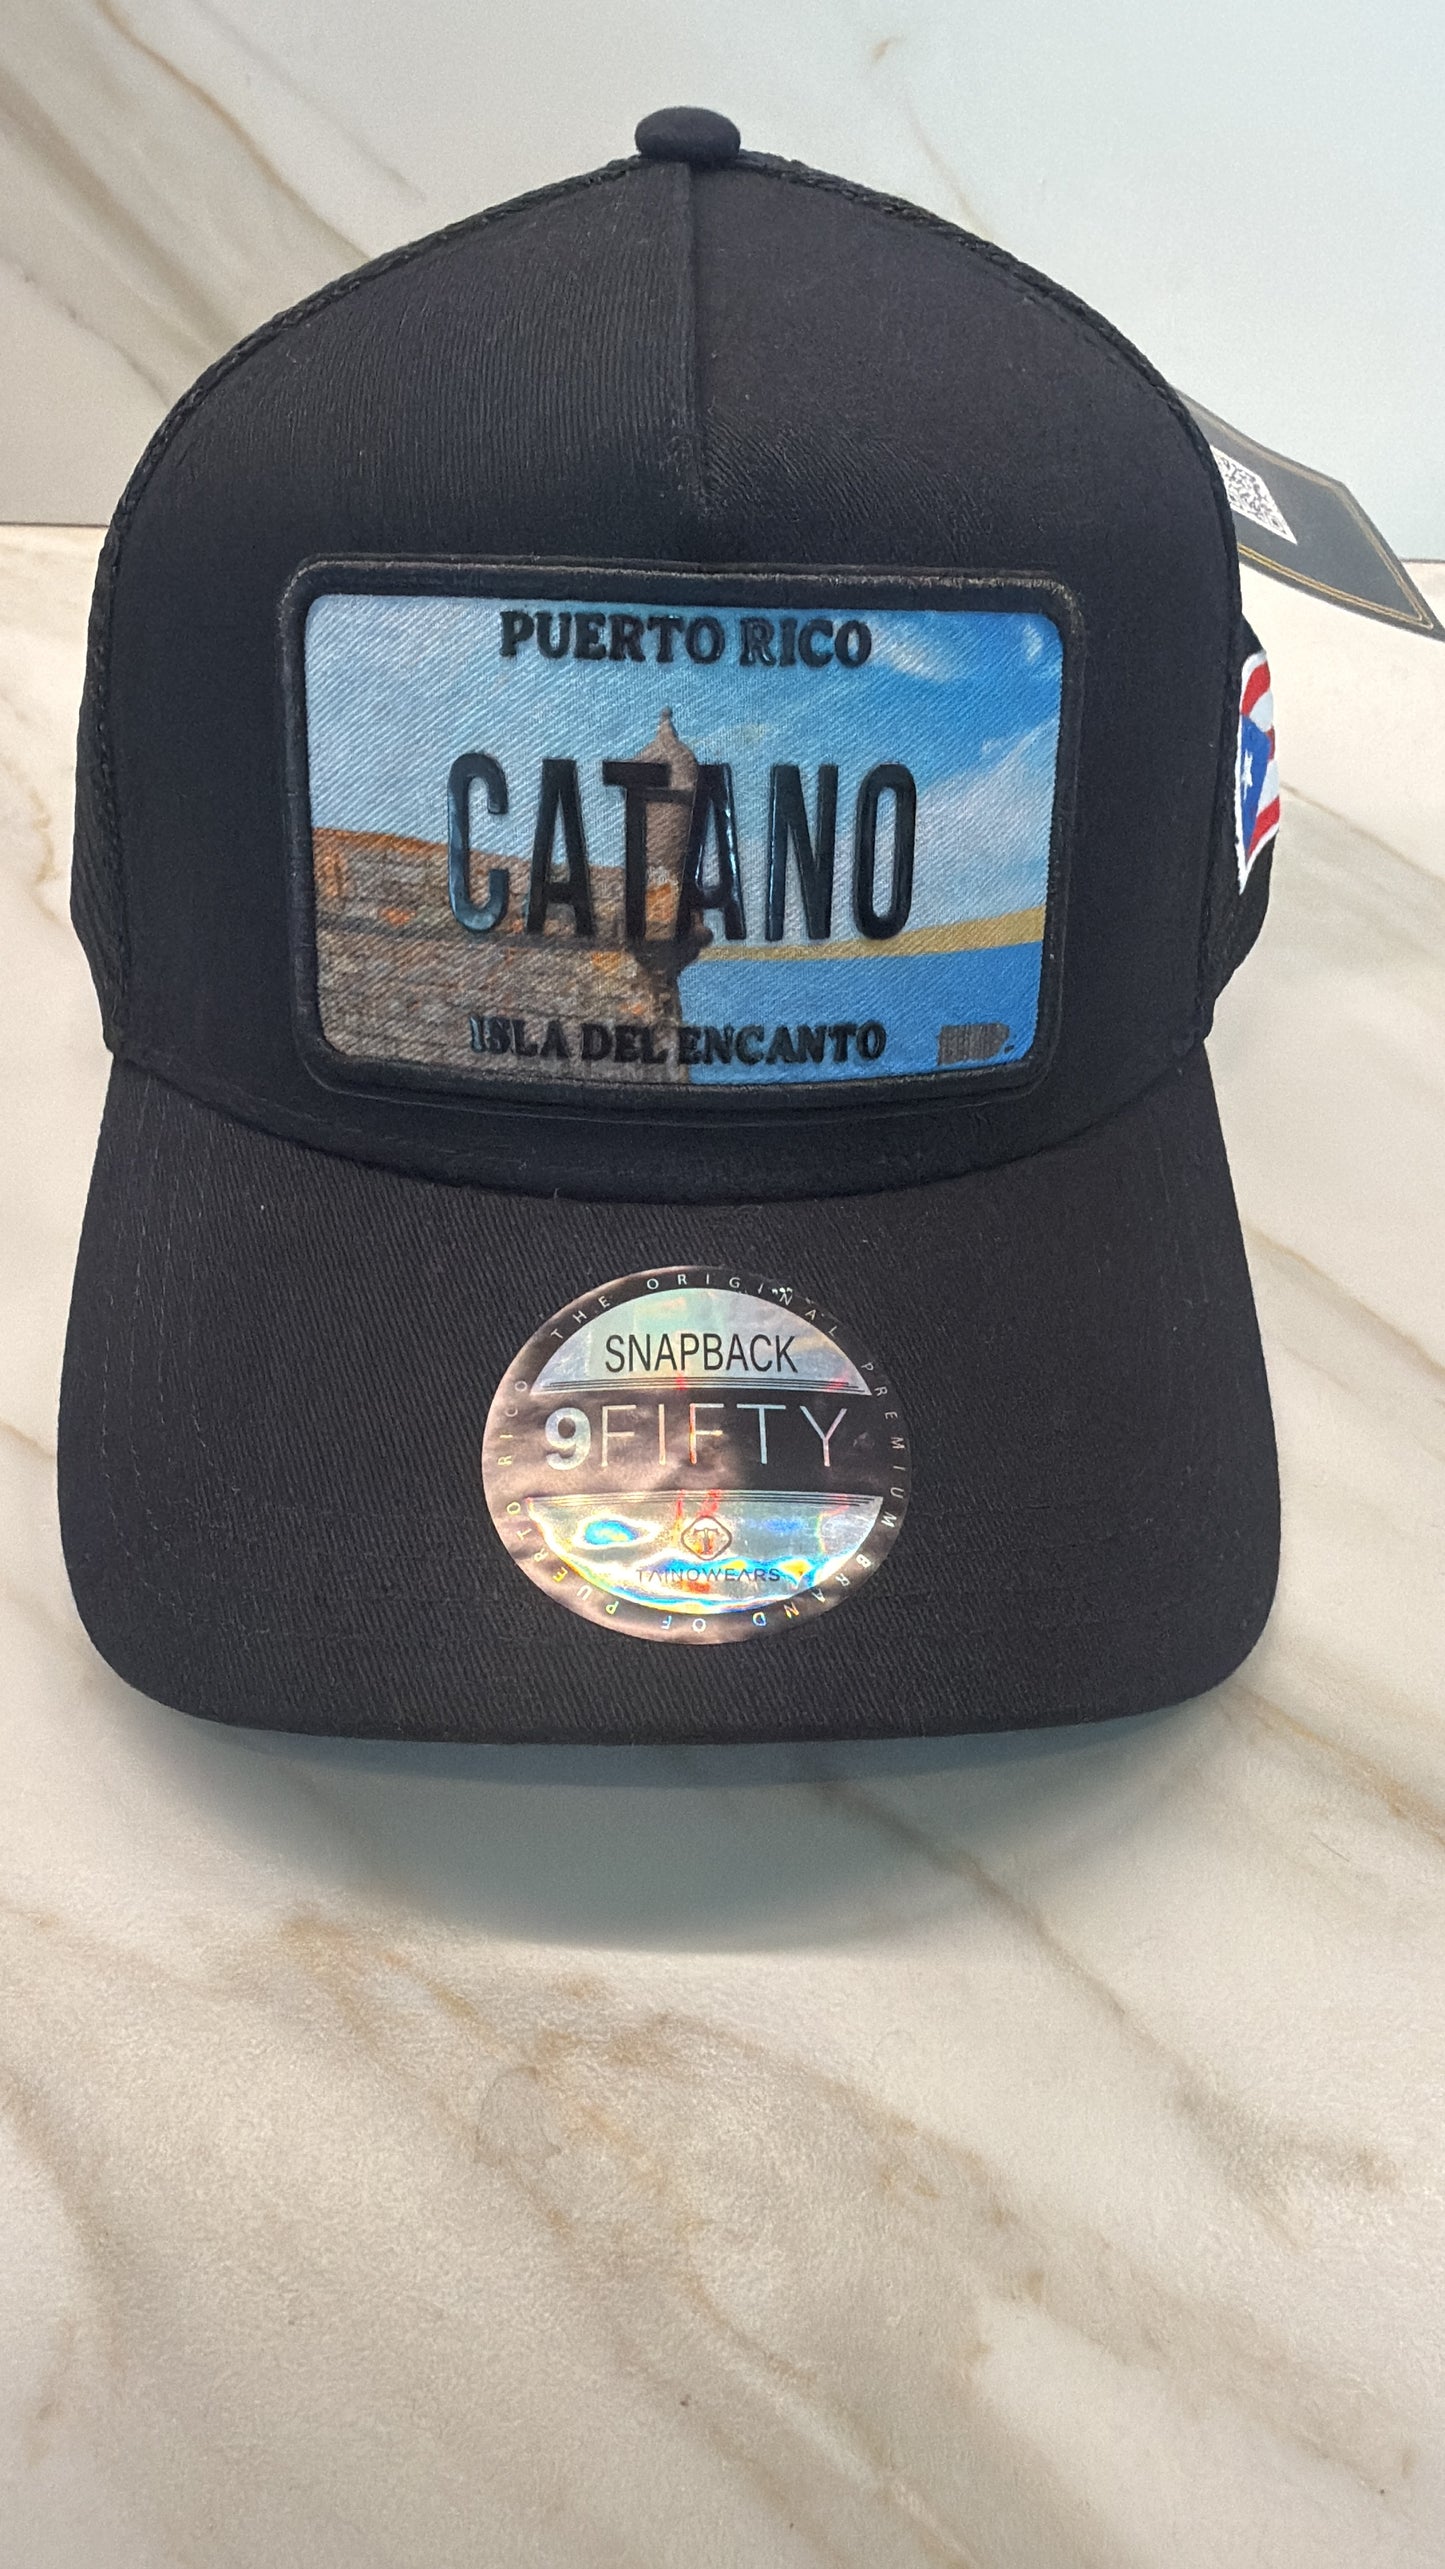 PUERTO RICO
CATANO
ISLA DEL ENCANTO
THE ORIGINAL PREMIUM BRAND OF PUERTO RICO
SNAPBACK
9FIFTY
T
TAINOWEARS